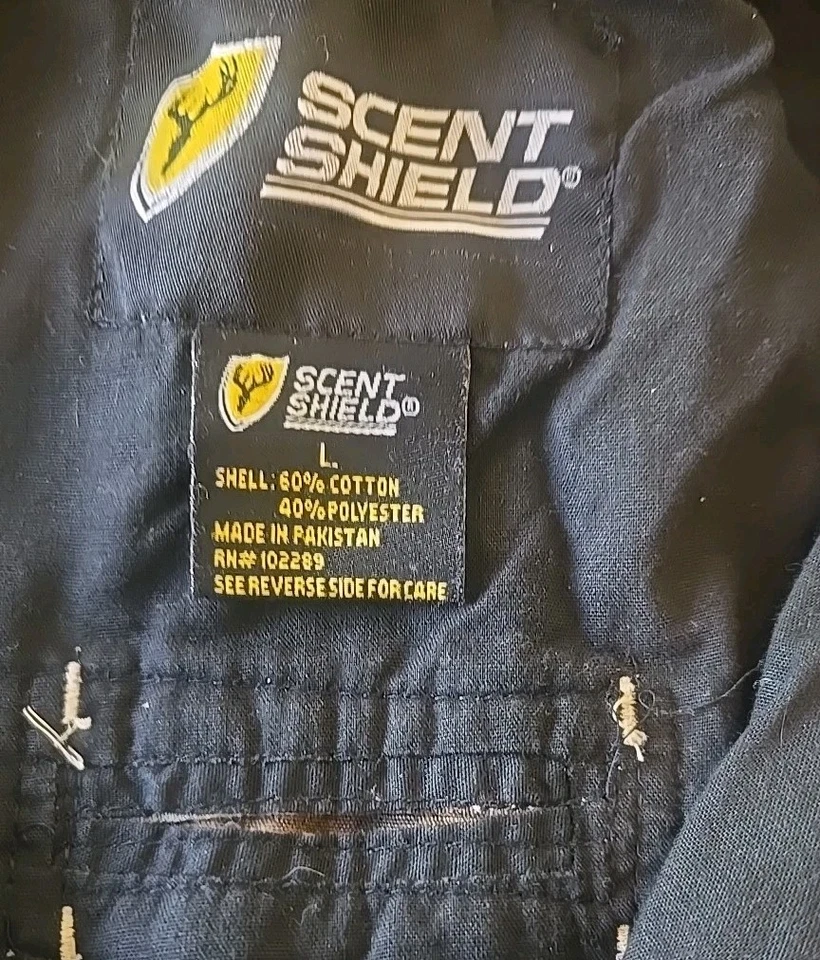 SCENT
SHIELD®
SCENT
SHIELD®
L.
SHELL: 60% COTTON
40% POLYESTER
MADE IN PAKISTAN
RN# 102289
SEE REVERSE SIDE FOR CARE